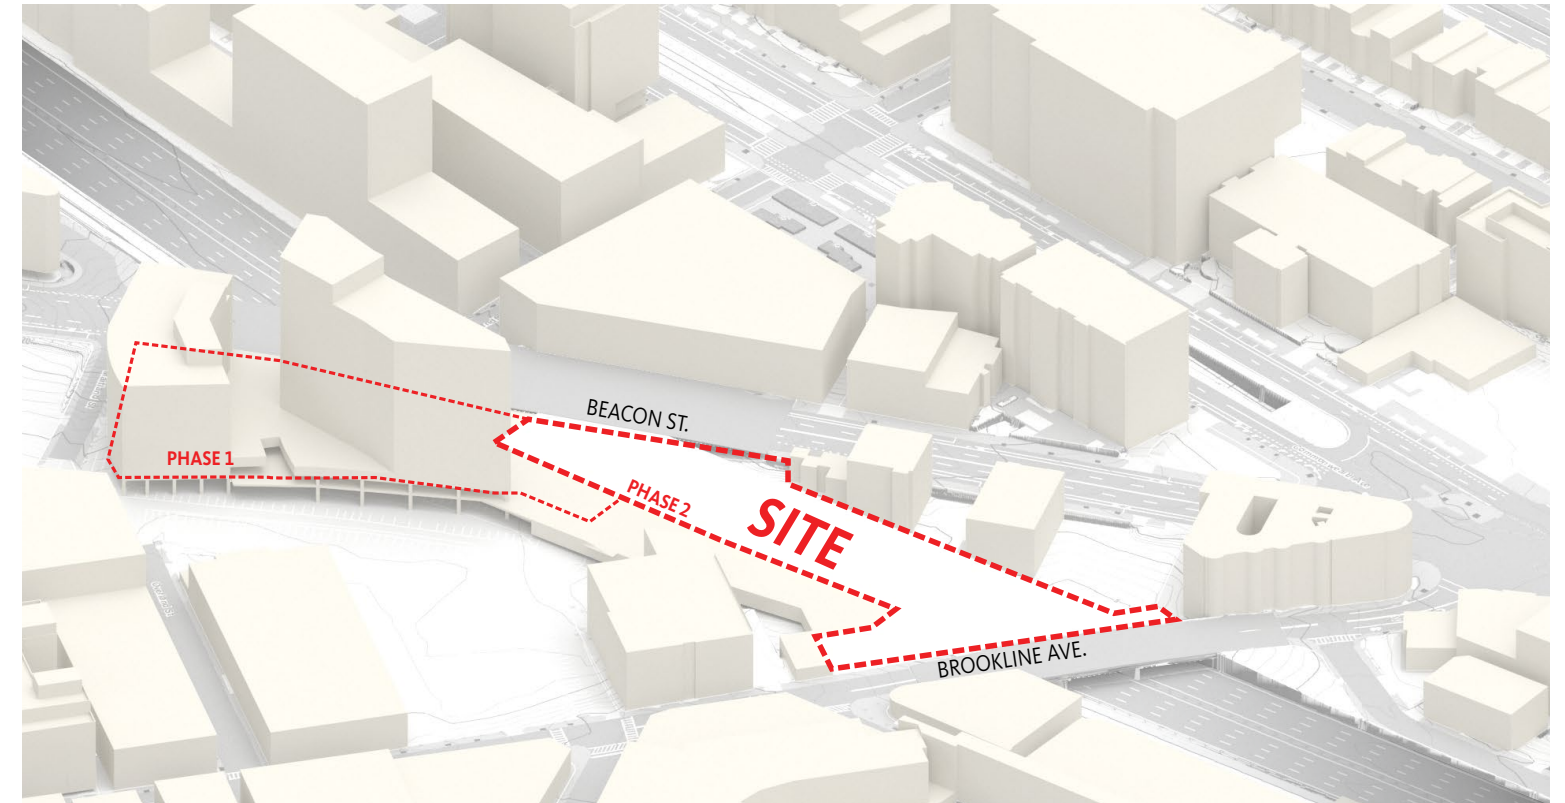 BEACON ST.
PHASE 1
PHASE 2
SITE
BROOKLINE AVE.